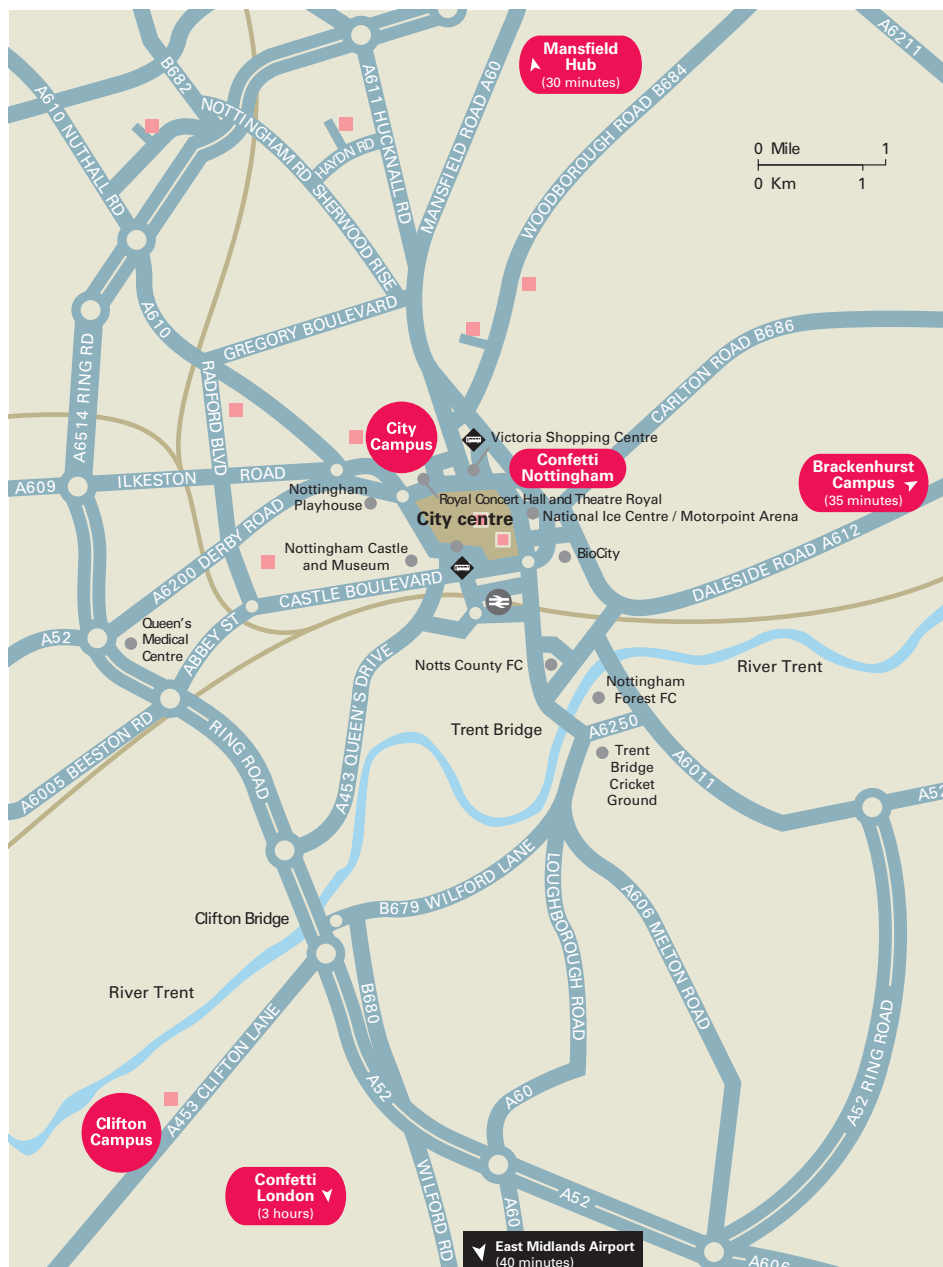 A6211
Mansfield
Hub
(30 minutes)
B682
A611 HUCKNALL RD
MANSFIELD ROAD A60
WOODBOROUGH ROAD B684
A610 NUTHALL RD
NOTTINGHAM RD
HAYDN RD
SHERWOOD RISE
0 Mile 1
0 Km 1
A610
GREGORY BOULEVARD
CARLTON ROAD B686
A6514 RING RD
RADFORD BLVD
City
Campus
Victoria Shopping Centre
Confetti
Nottingham
Brackenhurst
Campus
(35 minutes)
A609
ILKESTON ROAD
Nottingham
Playhouse
Royal Concert Hall and Theatre Royal
City centre
National Ice Centre / Motorpoint Arena
A6200 DERBY ROAD
Nottingham Castle
and Museum
BioCity
DALESIDE ROAD A612
CASTLE BOULEVARD
A52
Queen's
Medical
Centre
ABBEY ST
Notts County FC
River Trent
Nottingham
Forest FC
A453 QUEEN'S DRIVE
Trent Bridge
A6250
A6005 BEESTON RD
RING ROAD
Trent
Bridge
Cricket
Ground
A6011
A52
B679 WILFORD LANE
LOUGHBOROUGH ROAD
A606 MELTON ROAD
Clifton Bridge
River Trent
B680
A453 CLIFTON LANE
A52 RING ROAD
A52
A60
Clifton
Campus
Confetti
London
(3 hours)
WILFORD RD
A60
A52
East Midlands Airport
(40 minutes)
A606